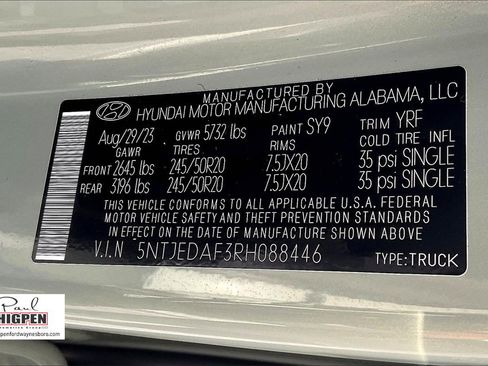 MANUFACTURED BY
HYUNDAI MOTOR MANUFACTURING ALABAMA, LLC
Aug/29/23 GVWR 5732 lbs PAINT SY9 TRIM YRF
GAWR TIRES RIMS COLD TIRE INFL
FRONT 2645 lbs 245/50R20 7.5JX20 35 psi SINGLE
REAR 3196 lbs 245/50R20 7.5JX20 35 psi SINGLE
THIS VEHICLE CONFORMS TO ALL APPLICABLE U.S.A. FEDERAL
MOTOR VEHICLE SAFETY AND THEFT PREVENTION STANDARDS
IN EFFECT ON THE DATE OF MANUFACTURE SHOWN ABOVE
V.I.N 5NTJEDAF3RH088446 TYPE: TRUCK
Paul
HIGPEN
penfordwaynesboro.com